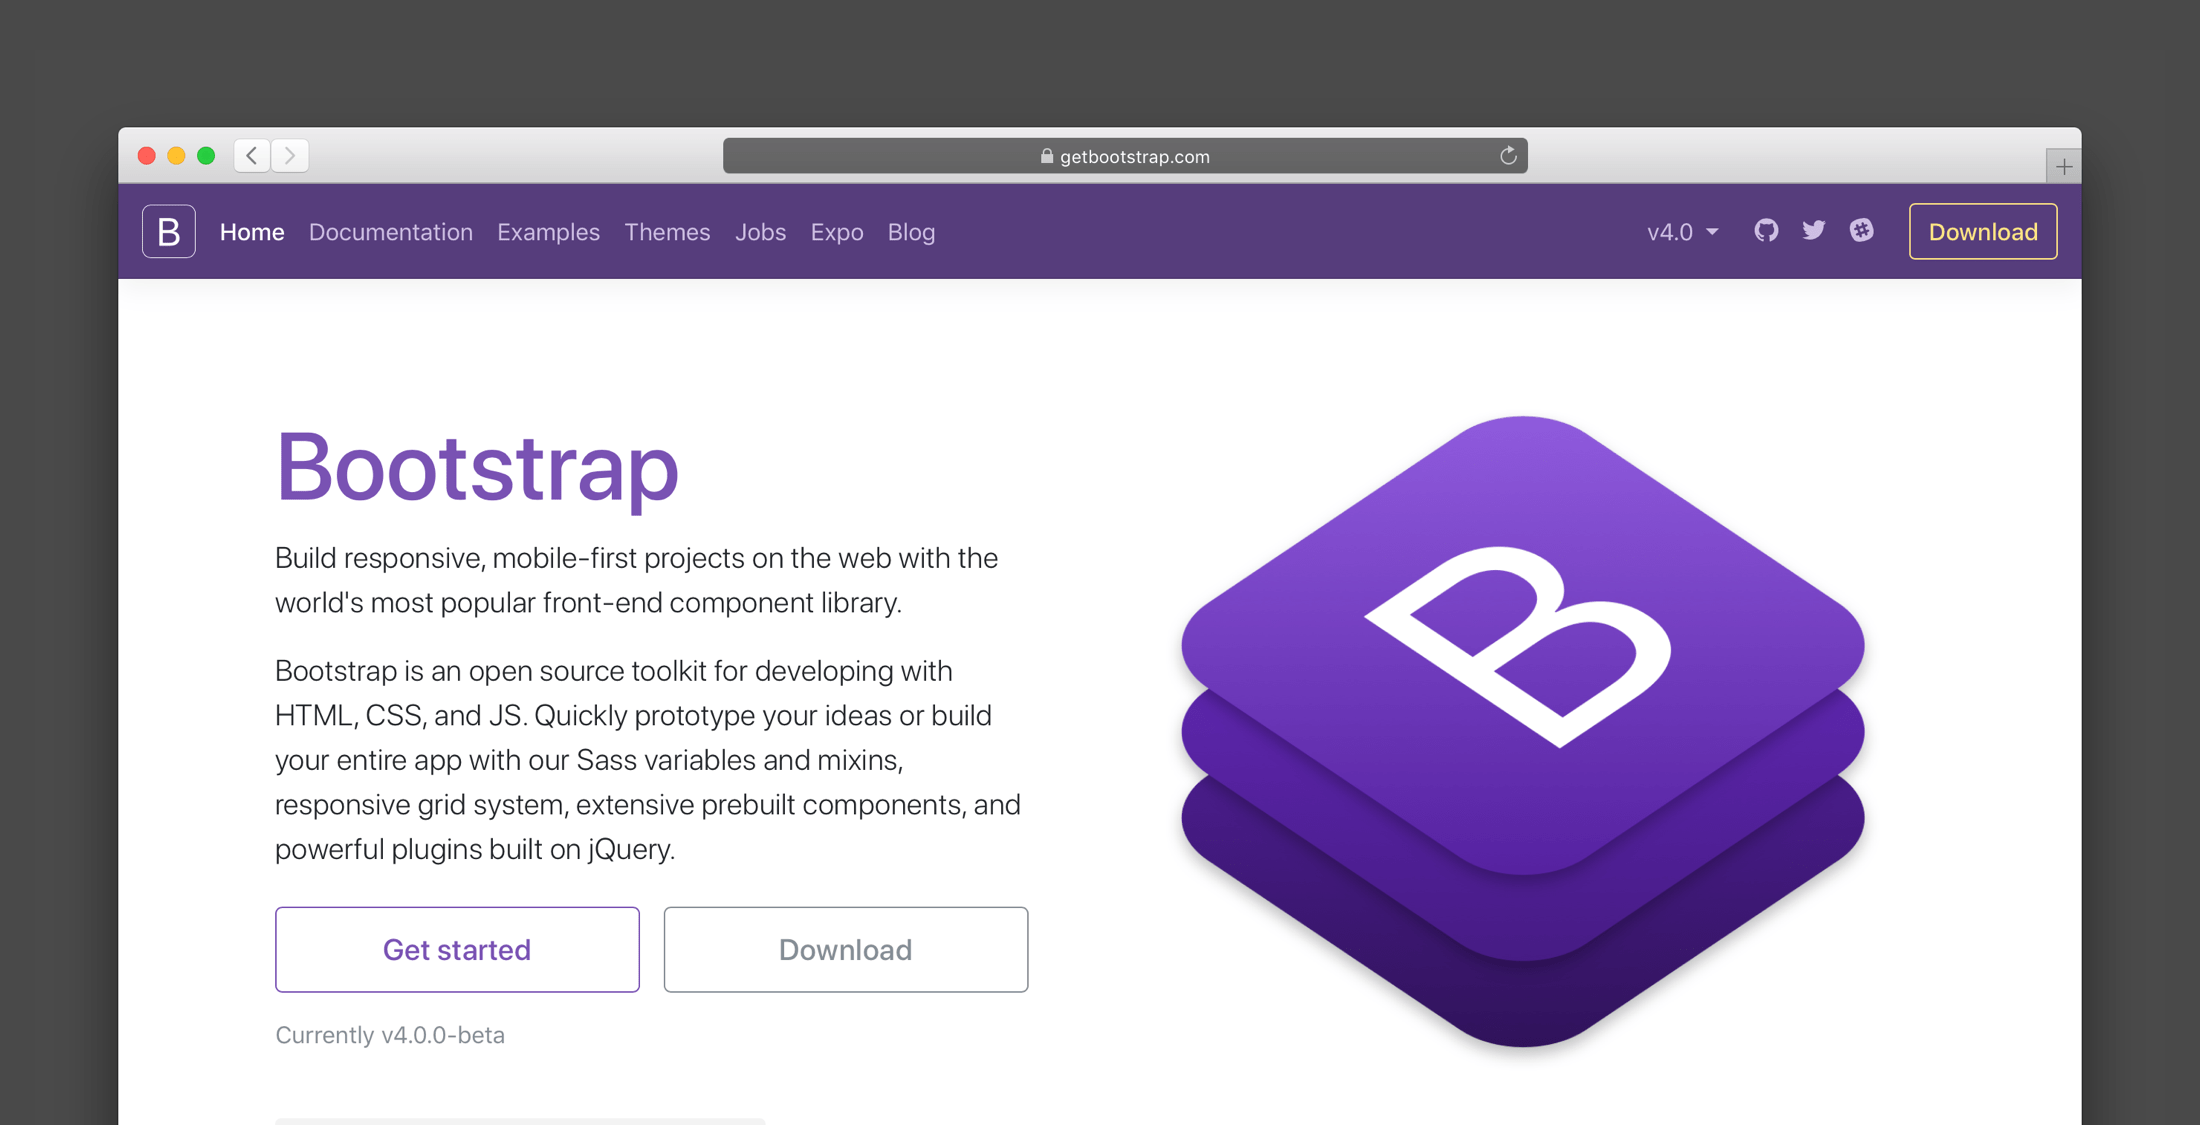 getbootstrap.com
B Home Documentation Examples Themes Jobs Expo Blog v4.0 Download
Bootstrap
Build responsive, mobile-first projects on the web with the
world's most popular front-end component library.
Bootstrap is an open source toolkit for developing with
HTML, CSS, and JS. Quickly prototype your ideas or build
your entire app with our Sass variables and mixins,
responsive grid system, extensive prebuilt components, and
powerful plugins built on jQuery.
Get started Download
Currently v4.0.0-beta
B